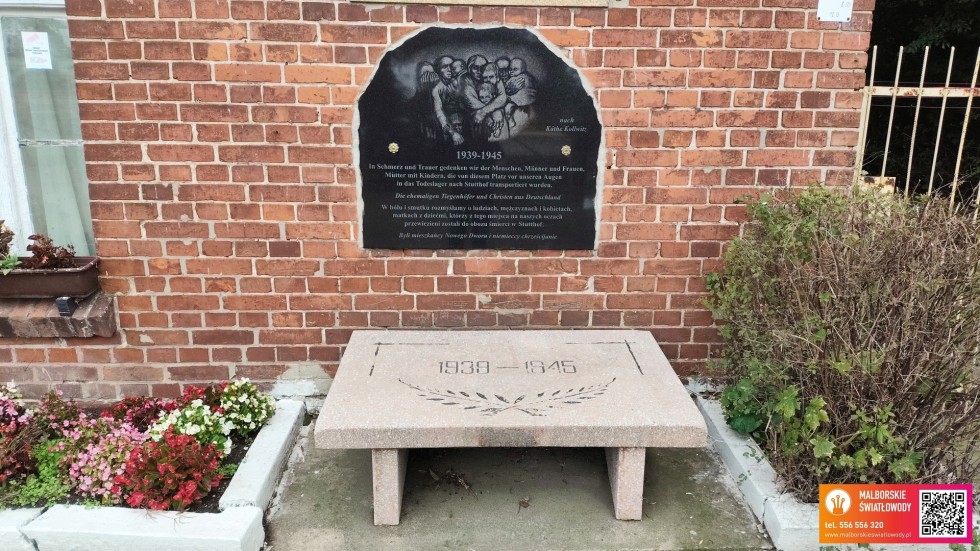 nach
Käthe Kollwitz
1939-1945
In Schmerz und Trauer gedenken wir der Menschen, Männer und Frauen,
Mütter mit Kindern, die von diesem Platz vor unseren Augen
in das Todeslager nach Stutthof transportiert wurden.
Die ehemaligen Tiegenhöfer und Christen aus Deutschland
W bólu i smutku rozmyślamy o ludziach, mężczyznach i kobietach,
matkach z dziećmi, którzy z tego miejsca na naszych oczach
przewiezieni zostali do obozu śmierci w Stutthof.
Byli mieszkańcy Nowego Dworu i niemieccy chrześcijanie
1939 - 1945
MALBORSKIE
ŚWIATŁOWODY
tel. 556 556 320
www.malborskieswiatlowody.pl